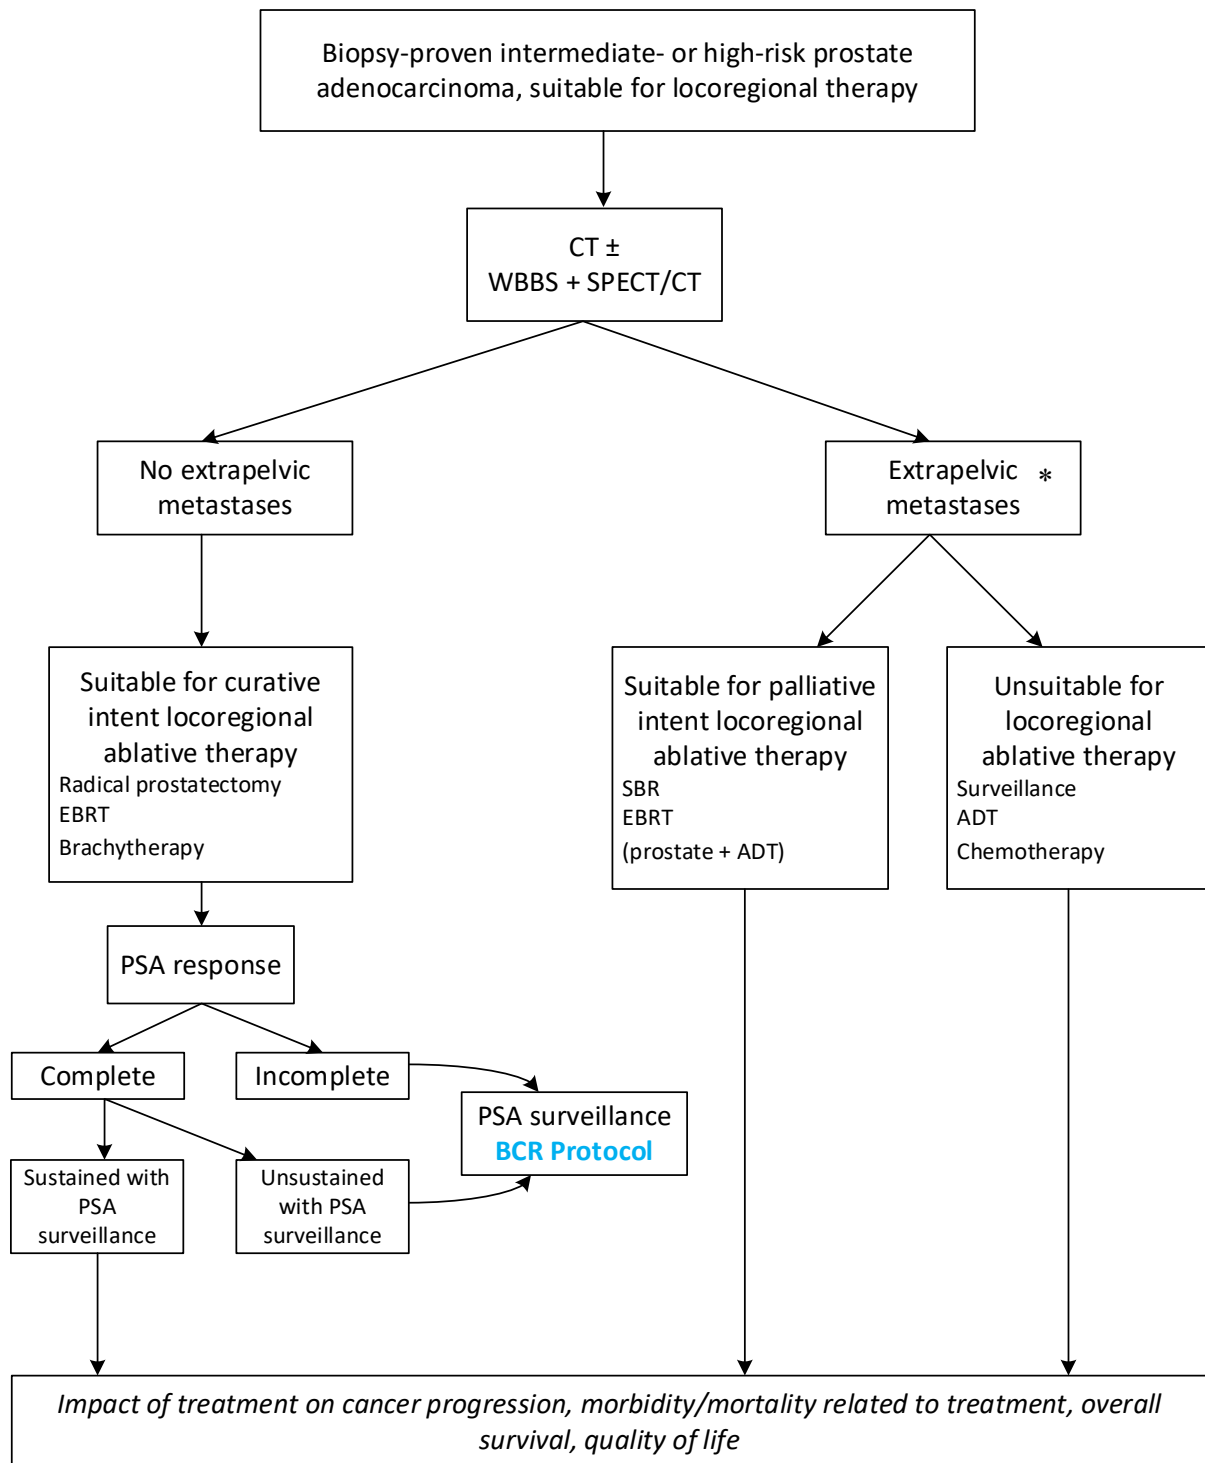 Biopsy-proven intermediate- or high-risk prostate
adenocarcinoma, suitable for locoregional therapy
CT ±
WBBS + SPECT/CT
No extrapelvic
metastases
Extrapelvic *
metastases
Suitable for curative
intent locoregional
ablative therapy
Radical prostatectomy
EBRT
Brachytherapy
Suitable for palliative
intent locoregional
ablative therapy
SBR
EBRT
(prostate + ADT)
Unsuitable for
locoregional
ablative therapy
Surveillance
ADT
Chemotherapy
PSA response
Complete
Incomplete
PSA surveillance
BCR Protocol
Sustained with
PSA
surveillance
Unsustained
with PSA
surveillance
Impact of treatment on cancer progression, morbidity/mortality related to treatment, overall
survival, quality of life